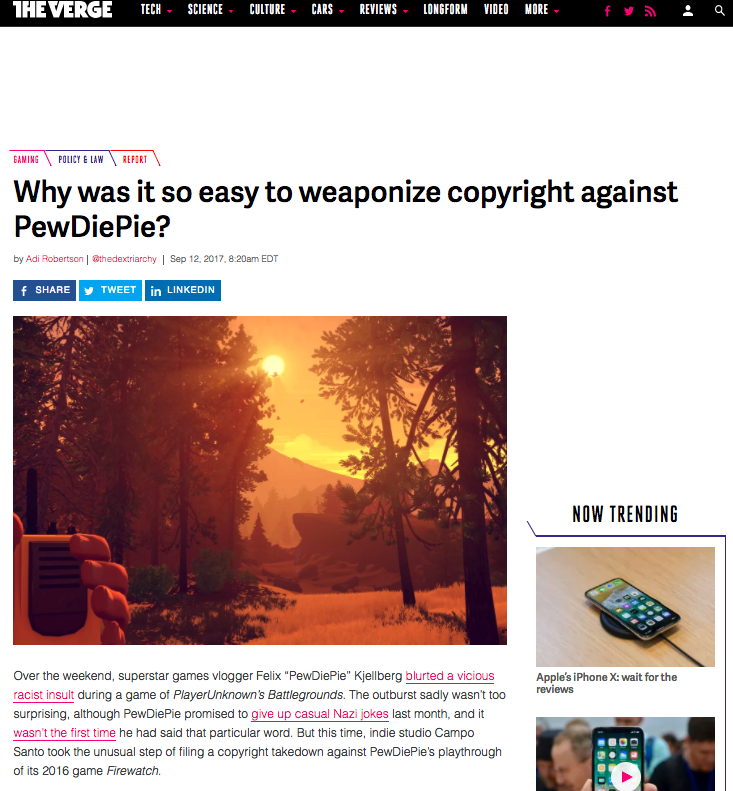 THE VERGE TECH SCIENCE CULTURE CARS REVIEWS LONGFORM VIDEO MORE
GAMING POLICY & LAW REPORT
Why was it so easy to weaponize copyright against
PewDiePie?
by Adi Robertson | @thedextriarchy | Sep 12, 2017, 8:20am EDT
SHARE TWEET LINKEDIN
Over the weekend, superstar games vlogger Felix “PewDiePie” Kjellberg blurted a vicious
racist insult during a game of PlayerUnknown’s Battlegrounds. The outburst sadly wasn’t too
surprising, although PewDiePie promised to give up casual Nazi jokes last month, and it
wasn’t the first time he had said that particular word. But this time, indie studio Campo
Santo took the unusual step of filing a copyright takedown against PewDiePie’s playthrough
of its 2016 game Firewatch.
NOW TRENDING
Apple’s iPhone X: wait for the
reviews